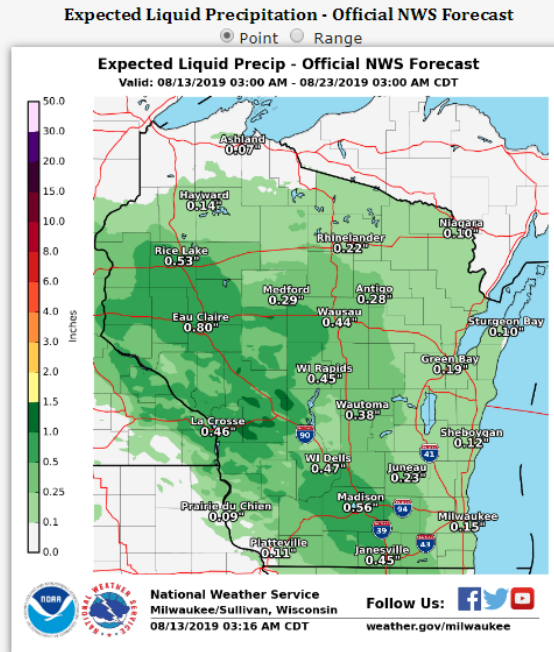 Expected Liquid Precipitation - Official NWS Forecast
Point Range
Expected Liquid Precip - Official NWS Forecast
Valid: 08/13/2019 03:00 AM - 08/23/2019 03:00 AM CDT
50.0
30.0
20.0
15.0
10.0
8.0
6.0
4.0
3.0
2.0
1.5
1.0
0.5
0.25
0.1
0.0
Inches
Ashland
0.07"
Hayward
0.14"
Niagara
0.10"
Rhinelander
0.22"
Rice Lake
0.53"
Medford
0.29"
Antigo
0.28"
Eau Claire
0.80"
Wausau
0.44"
Sturgeon Bay
0.10"
Green Bay
0.19"
WI Rapids
0.45"
Wautoma
0.38"
La Crosse
0.46"
90
Sheboygan
0.12"
41
WI Dells
0.47"
Juneau
0.23"
Madison
0.56"
94
Prairie du Chien
0.09"
Milwaukee
0.15"
39
43
Platteville
0.11"
Janesville
0.45"
NOAA
NATIONAL WEATHER SERVICE
National Weather Service
Milwaukee/Sullivan, Wisconsin
08/13/2019 03:16 AM CDT
Follow Us:
weather.gov/milwaukee